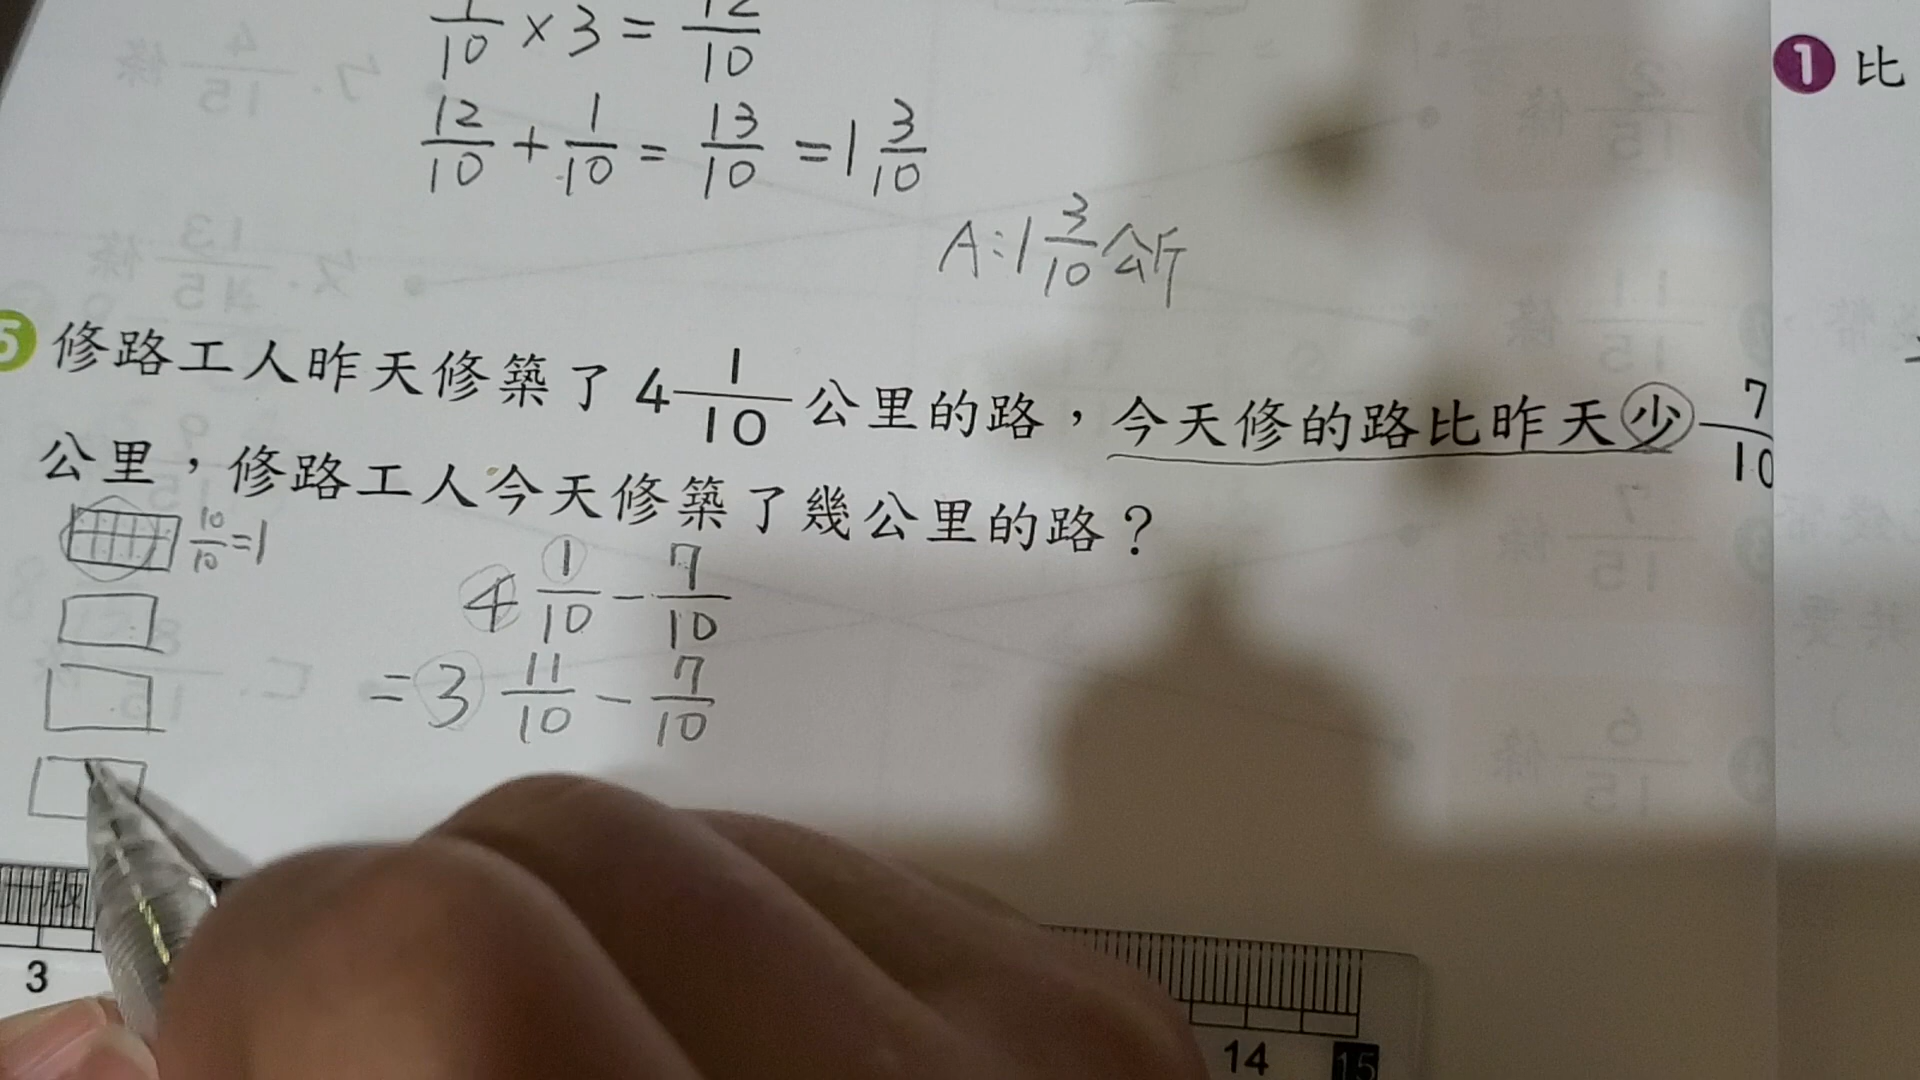 1/10 × 3 = 12/10
12/10 + 1/10 = 13/10 = 1 3/10
A:1 3/10 公斤
5 修路工人昨天修築了 4 1/10 公里的路，今天修的路比昨天少 7/10
公里，修路工人今天修築了幾公里的路？
10/10 = 1
4 1/10 − 7/10
= 3 11/10 − 7/10
版
3
14 15
1 比